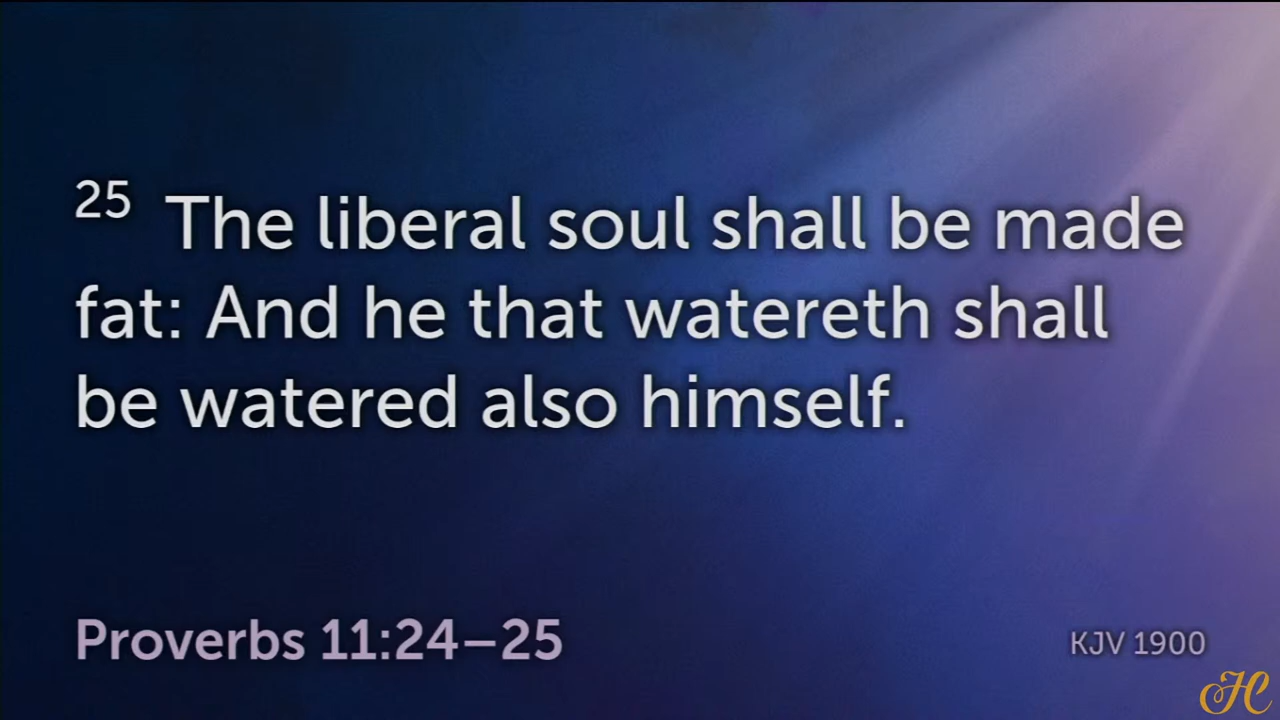 25 The liberal soul shall be made
fat: And he that watereth shall
be watered also himself.
Proverbs 11:24–25
KJV 1900
HC